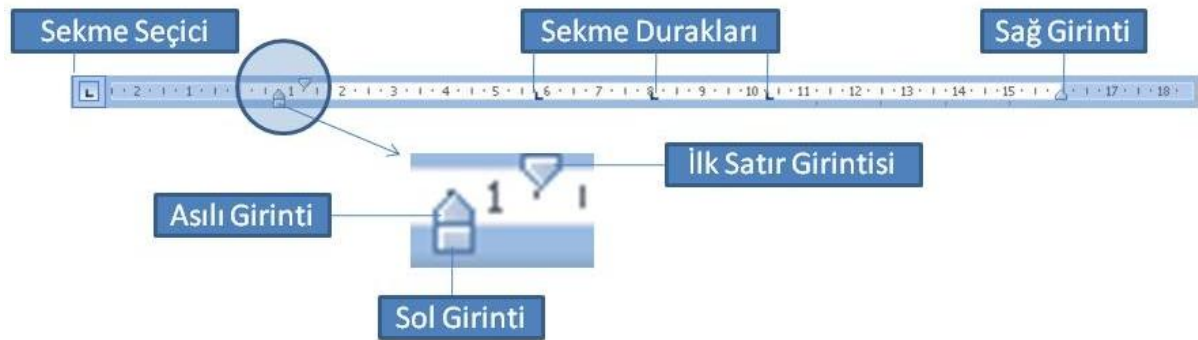 Sekme Seçici
Sekme Durakları
Sağ Girinti
2 1 1 2 3 4 5 6 7 8 9 10 11 12 13 14 15 17 18
İlk Satır Girintisi
1
Asılı Girinti
Sol Girinti